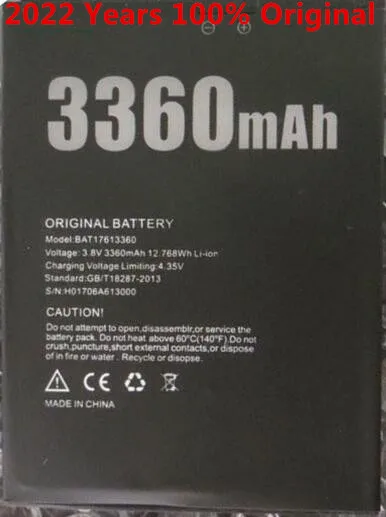 2022 Years 100% Original
3360mAh
ORIGINAL BATTERY
Model:BAT17613360
Voltage: 3.8V 3360mAh 12.768Wh Li-ion
Charging Voltage Limiting:4.35V
Standard:GB/T18287-2013
S/N:H01706A613000
CAUTION!
Do not attempt to open,disassemblr,or service the
battery pack. Do not heat above 60°C(140°F).Do not
crush,puncture,short external contacts,or dispose
of in fire or water. Recycle or disopo.
CE
MADE IN CHINA